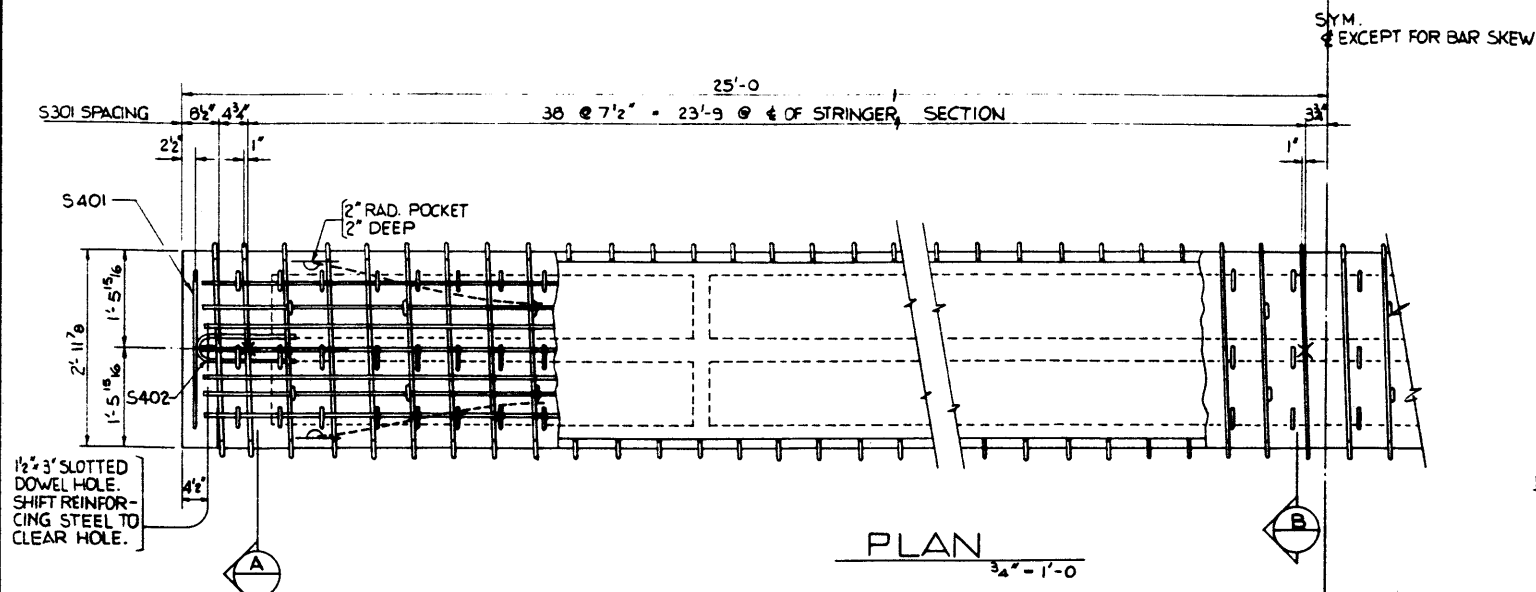 SYM.
℄ EXCEPT FOR BAR SKEW
25'-0
S301 SPACING
8½" 4¾"
38 @ 7½" = 23'-9 @ ℄ OF STRINGER SECTION
3¾"
2½"
1"
1"
S401
2" RAD. POCKET
2" DEEP
1'-5 15/16
2'-11 7/8
1'-5 15/16
S402
1½" x 3" SLOTTED
DOWEL HOLE.
SHIFT REINFOR-
CING STEEL TO
CLEAR HOLE.
4½"
A
B
PLAN
¾" = 1'-0